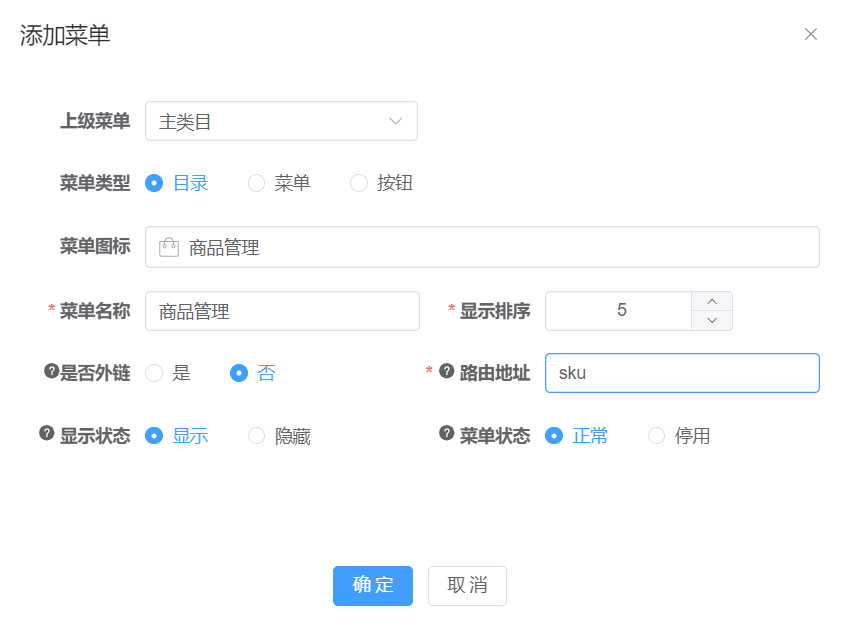 添加菜单
上级菜单 主类目
菜单类型 目录 菜单 按钮
菜单图标 商品管理
* 菜单名称 商品管理 * 显示排序 5
是否外链 是 否 * 路由地址 sku
显示状态 显示 隐藏 菜单状态 正常 停用
确定 取消